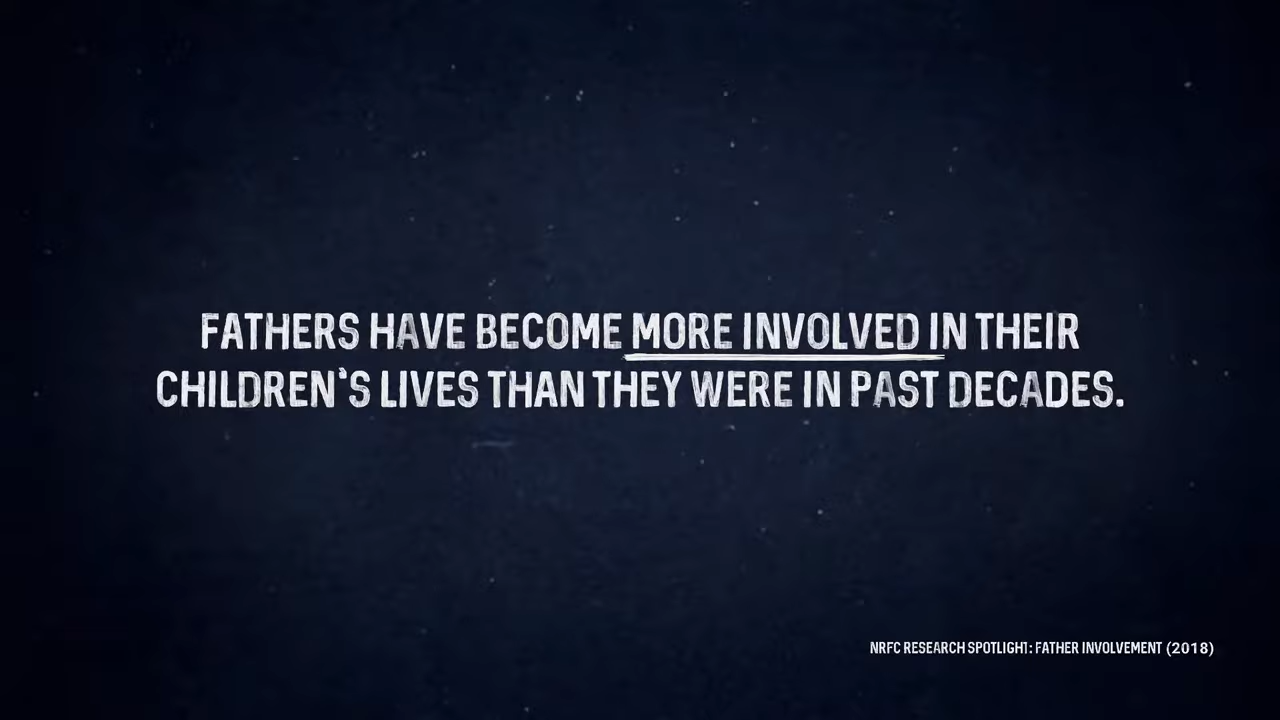 FATHERS HAVE BECOME MORE INVOLVED IN THEIR
CHILDREN'S LIVES THAN THEY WERE IN PAST DECADES.
NRFC RESEARCH SPOTLIGHT: FATHER INVOLVEMENT (2018)